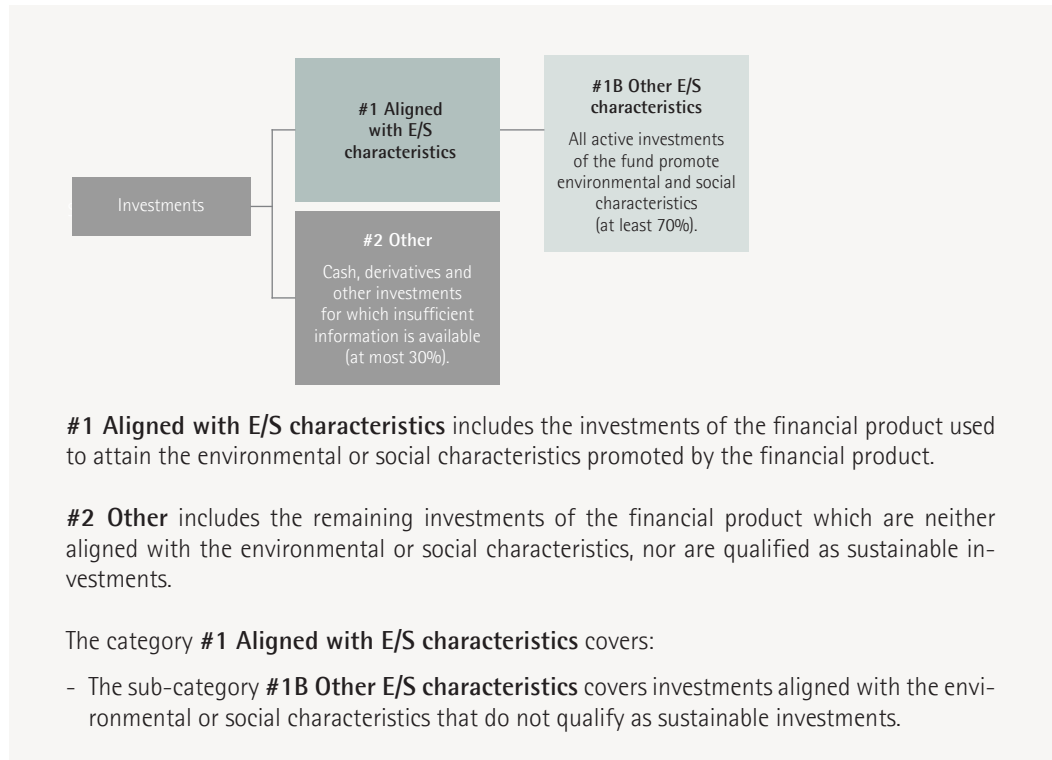 Investments
#1 Aligned
with E/S
characteristics
#1B Other E/S
characteristics
All active investments
of the fund promote
environmental and social
characteristics
(at least 70%).
#2 Other
Cash, derivatives and
other investments
for which insufficient
information is available
(at most 30%).
#1 Aligned with E/S characteristics includes the investments of the financial product used
to attain the environmental or social characteristics promoted by the financial product.
#2 Other includes the remaining investments of the financial product which are neither
aligned with the environmental or social characteristics, nor are qualified as sustainable in-
vestments.
The category #1 Aligned with E/S characteristics covers:
- The sub-category #1B Other E/S characteristics covers investments aligned with the envi-
ronmental or social characteristics that do not qualify as sustainable investments.